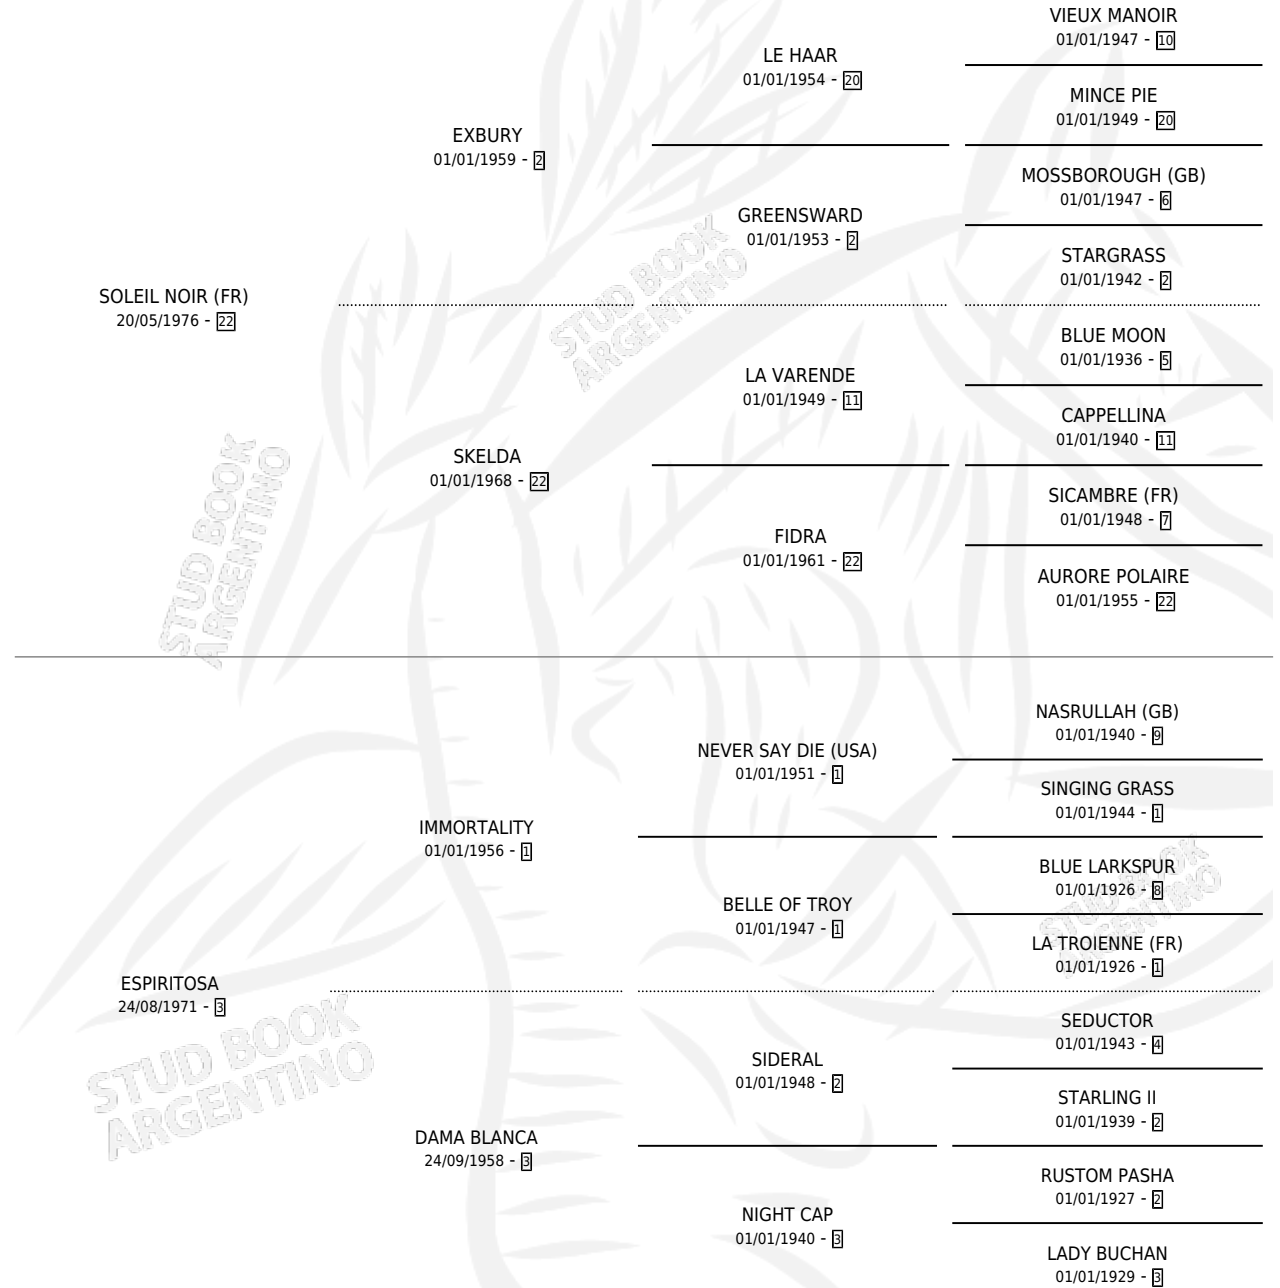 VIEUX MANOIR
01/01/1947 - 10
LE HAAR
01/01/1954 - 20
MINCE PIE
01/01/1949 - 20
EXBURY
01/01/1959 - 2
MOSSBOROUGH (GB)
01/01/1947 - 6
GREENSWARD
01/01/1953 - 2
STARGRASS
01/01/1942 - 2
SOLEIL NOIR (FR)
20/05/1976 - 22
BLUE MOON
01/01/1936 - 5
LA VARENDE
01/01/1949 - 11
CAPPELLINA
01/01/1940 - 11
SKELDA
01/01/1968 - 22
SICAMBRE (FR)
01/01/1948 - 7
FIDRA
01/01/1961 - 22
AURORE POLAIRE
01/01/1955 - 22
NASRULLAH (GB)
01/01/1940 - 9
NEVER SAY DIE (USA)
01/01/1951 - 1
SINGING GRASS
01/01/1944 - 1
IMMORTALITY
01/01/1956 - 1
BLUE LARKSPUR
01/01/1926 - 8
BELLE OF TROY
01/01/1947 - 1
LA TROIENNE (FR)
01/01/1926 - 1
ESPIRITOSA
24/08/1971 - 3
SEDUCTOR
01/01/1943 - 4
SIDERAL
01/01/1948 - 2
STARLING II
01/01/1939 - 2
DAMA BLANCA
24/09/1958 - 3
RUSTOM PASHA
01/01/1927 - 2
NIGHT CAP
01/01/1940 - 3
LADY BUCHAN
01/01/1929 - 3
STUD BOOK
ARGENTINO
STUD BOOK
ARGENTINO
STUD BOOK
ARGENTINO
STUD BOOK
ARGENTINO